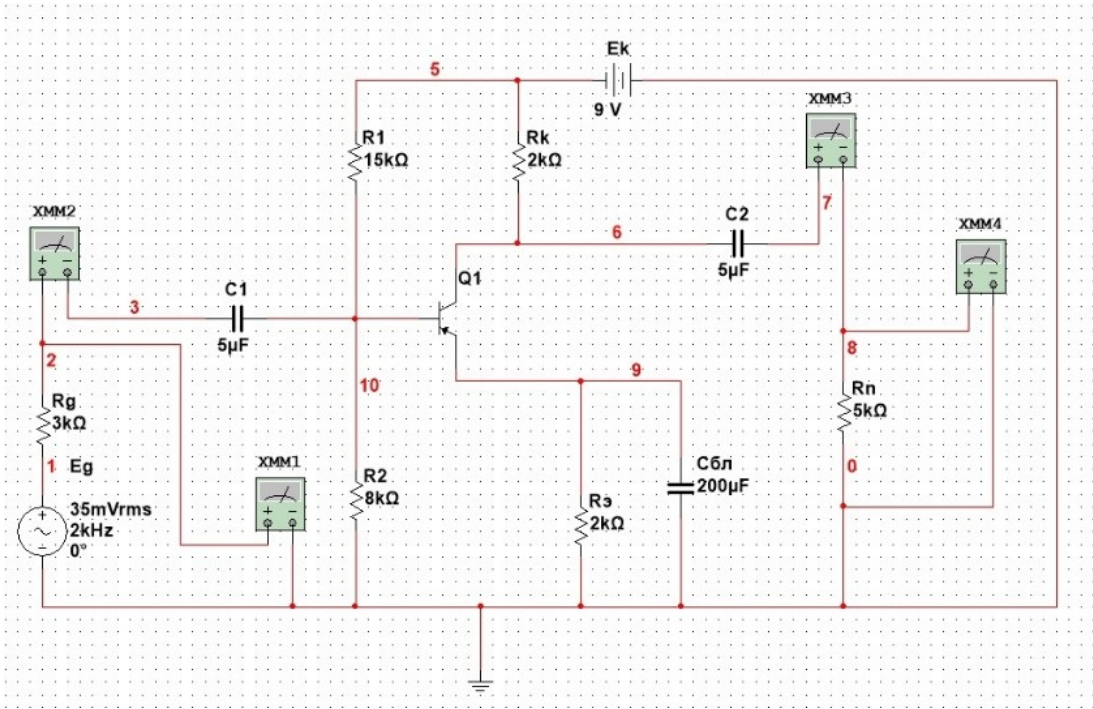 Ek
9 V
5
XMM3
+
−
R1
15kΩ
Rk
2kΩ
XMM2
+
−
7
C2
5µF
6
XMM4
+
−
Q1
3
C1
5µF
2
8
9
10
Rg
3kΩ
Rn
5kΩ
1
Eg
XMM1
+
−
R2
8kΩ
Cбл
200µF
0
35mVrms
2kHz
0°
+
−
Rэ
2kΩ